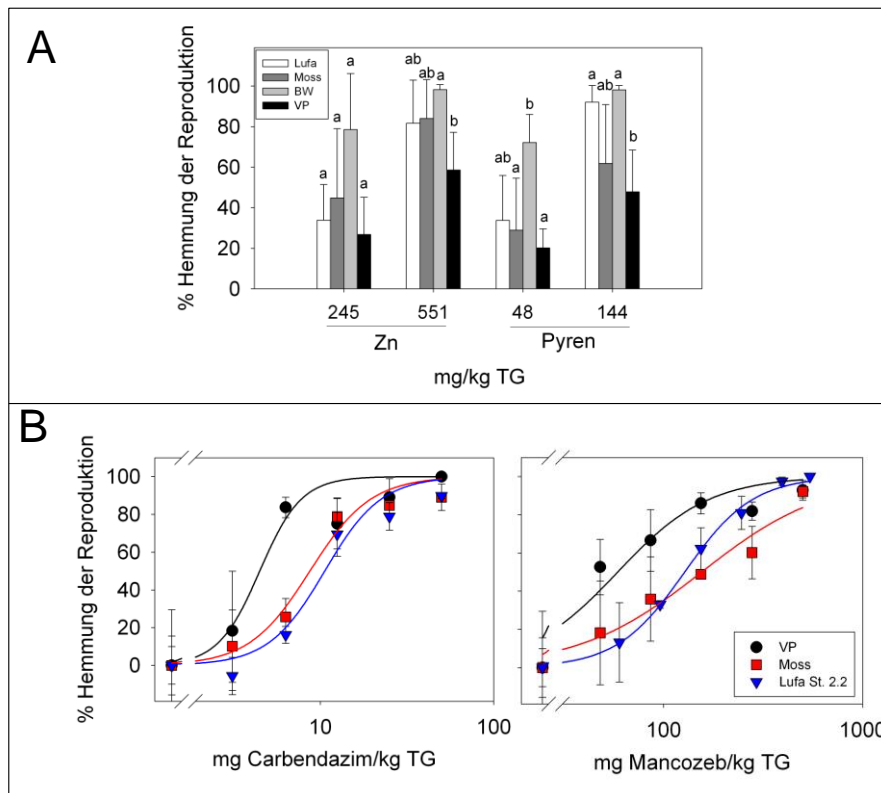 A
% Hemmung der Reproduktion
Lufa
Moss
BW
VP
100
80
60
40
20
0
a
a
a
a
ab
ab
a
b
ab
a
b
a
a
ab
a
b
245
551
48
144
Zn
Pyren
mg/kg TG
B
% Hemmung der Reproduktion
100
80
60
40
20
0
10
100
mg Carbendazim/kg TG
VP
Moss
Lufa St. 2.2
100
1000
mg Mancozeb/kg TG